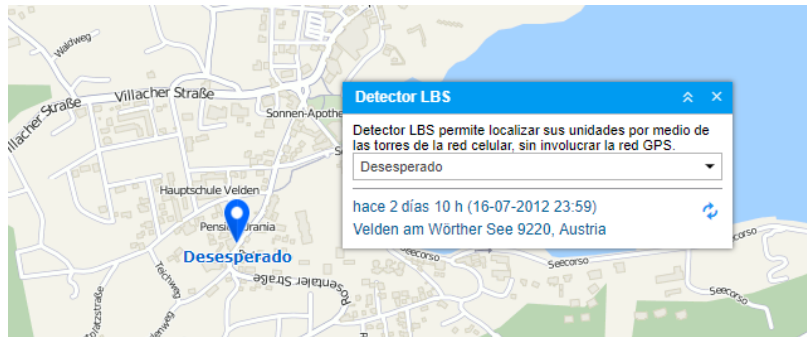 Waldweg
Villacher Straße
Villacher Straße
Sonnen-Apothe
Hauptschule Velden
Pension Urania
Desesperado
Teichweg
Rosentaler Straße
Detector LBS
Detector LBS permite localizar sus unidades por medio de
las torres de la red celular, sin involucrar la red GPS.
Desesperado
hace 2 días 10 h (16-07-2012 23:59)
Velden am Wörther See 9220, Austria
Seecorso
Seecorso
Seecorso